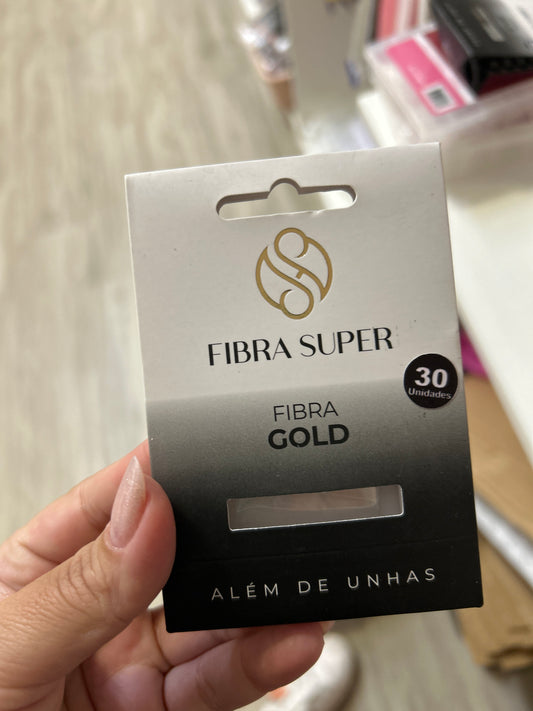 FIBRA SUPER
30
Unidades
FIBRA
GOLD
ALÉM DE UNHAS